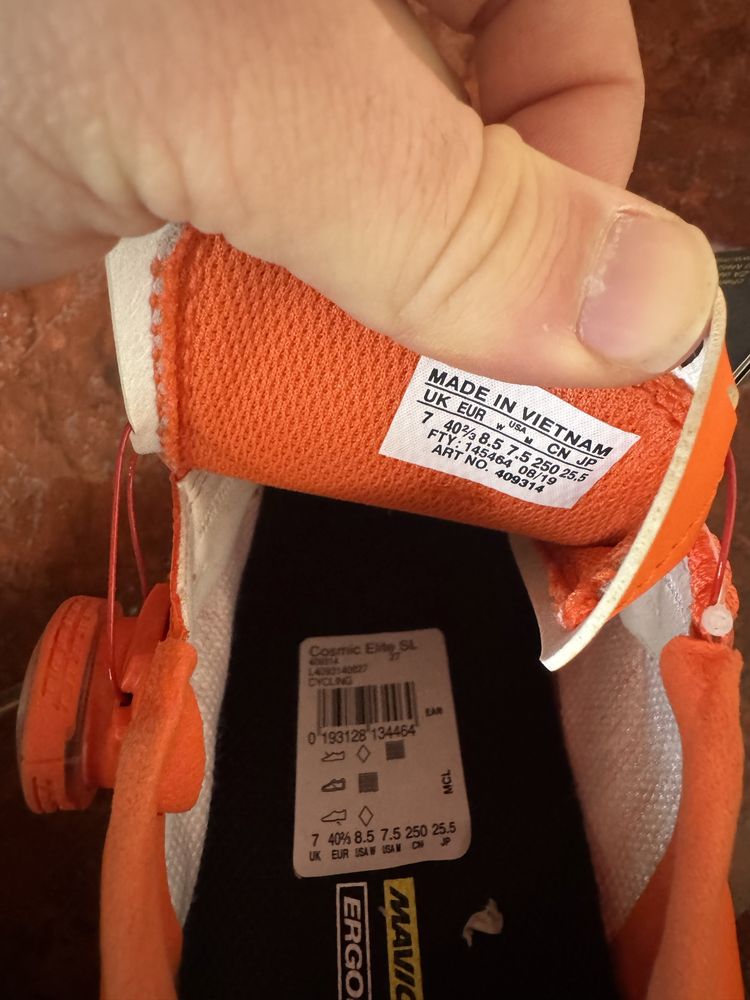 MADE IN VIETNAM
UK EUR W USA M CN JP
7 40⅔ 8.5 7.5 250 25.5
FTY: 145464 08/19
ART NO. 409314
Cosmic Elite SL
409314 27
L4093140027
CYCLING
EAN
0 193128 134464
MCL
7 40⅔ 8.5 7.5 250 25.5
UK EUR USA W USA M CN JP
ERGO
MAVIC